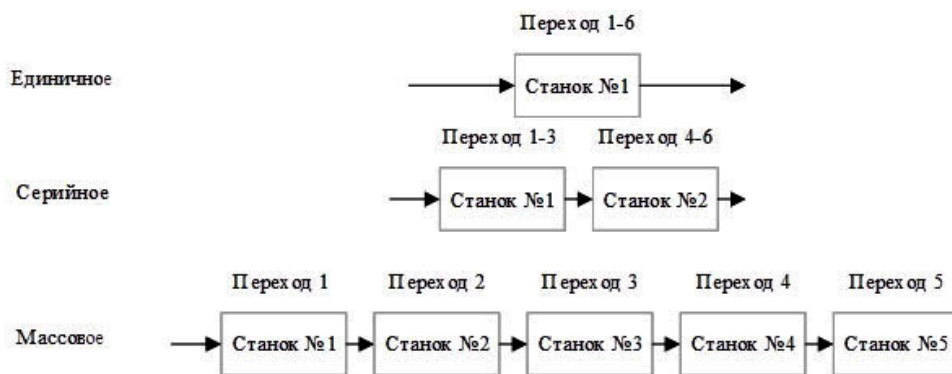 Переход 1-6
Единичное
Станок №1
Переход 1-3 Переход 4-6
Серийное
Станок №1 Станок №2
Переход 1 Переход 2 Переход 3 Переход 4 Переход 5
Массовое
Станок №1 Станок №2 Станок №3 Станок №4 Станок №5